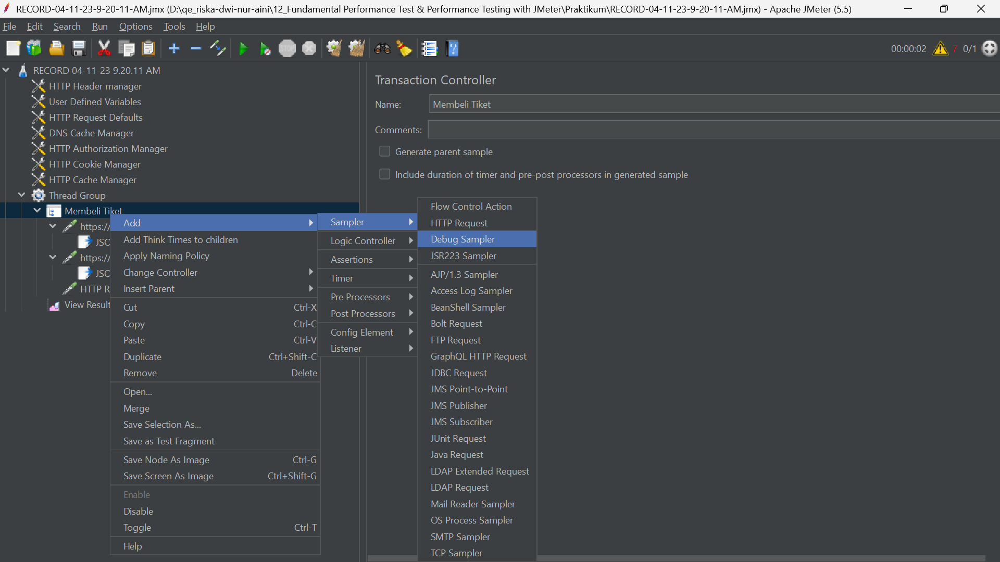 RECORD-04-11-23-9-20-11-AM.jmx (D:\qe_riska-dwi-nur-aini\12_Fundamental Performance Test & Performance Testing with JMeter\Praktikum\RECORD-04-11-23-9-20-11-AM.jmx) - Apache JMeter (5.5)
File Edit Search Run Options Tools Help
STOP
00:00:02 7 0/1
RECORD 04-11-23 9.20.11 AM
HTTP Header manager
User Defined Variables
HTTP Request Defaults
DNS Cache Manager
HTTP Authorization Manager
HTTP Cookie Manager
HTTP Cache Manager
Thread Group
Membeli Tiket
https://
JSO
https://
JSO
HTTP R
View Result
Transaction Controller
Name: Membeli Tiket
Comments:
Generate parent sample
Include duration of timer and pre-post processors in generated sample
Add
Add Think Times to children
Apply Naming Policy
Change Controller
Insert Parent
Cut Ctrl-X
Copy Ctrl-C
Paste Ctrl-V
Duplicate Ctrl+Shift-C
Remove Delete
Open...
Merge
Save Selection As...
Save as Test Fragment
Save Node As Image Ctrl-G
Save Screen As Image Ctrl+Shift-G
Enable
Disable
Toggle Ctrl-T
Help
Sampler
Logic Controller
Assertions
Timer
Pre Processors
Post Processors
Config Element
Listener
Flow Control Action
HTTP Request
Debug Sampler
JSR223 Sampler
AJP/1.3 Sampler
Access Log Sampler
BeanShell Sampler
Bolt Request
FTP Request
GraphQL HTTP Request
JDBC Request
JMS Point-to-Point
JMS Publisher
JMS Subscriber
JUnit Request
Java Request
LDAP Extended Request
LDAP Request
Mail Reader Sampler
OS Process Sampler
SMTP Sampler
TCP Sampler